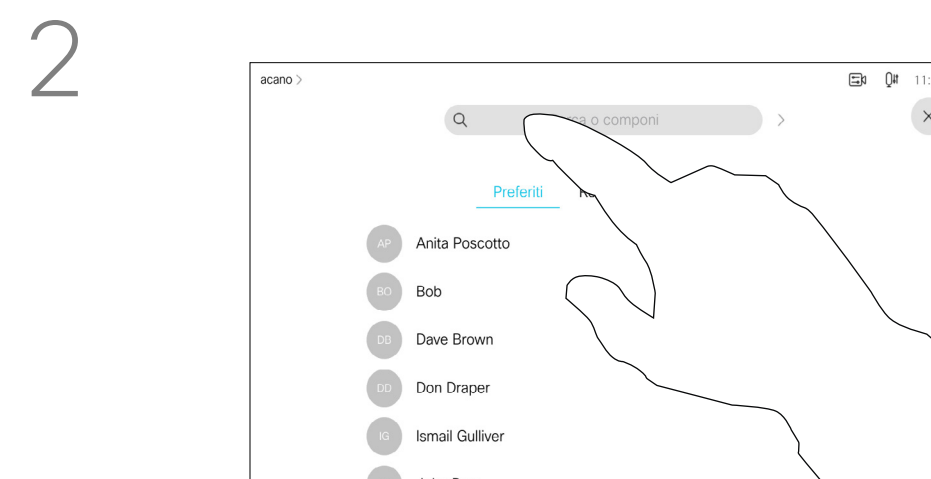 2
acano >
11:
o componi
Preferiti
AP Anita Poscotto
BO Bob
DB Dave Brown
DD Don Draper
IG Ismail Gulliver